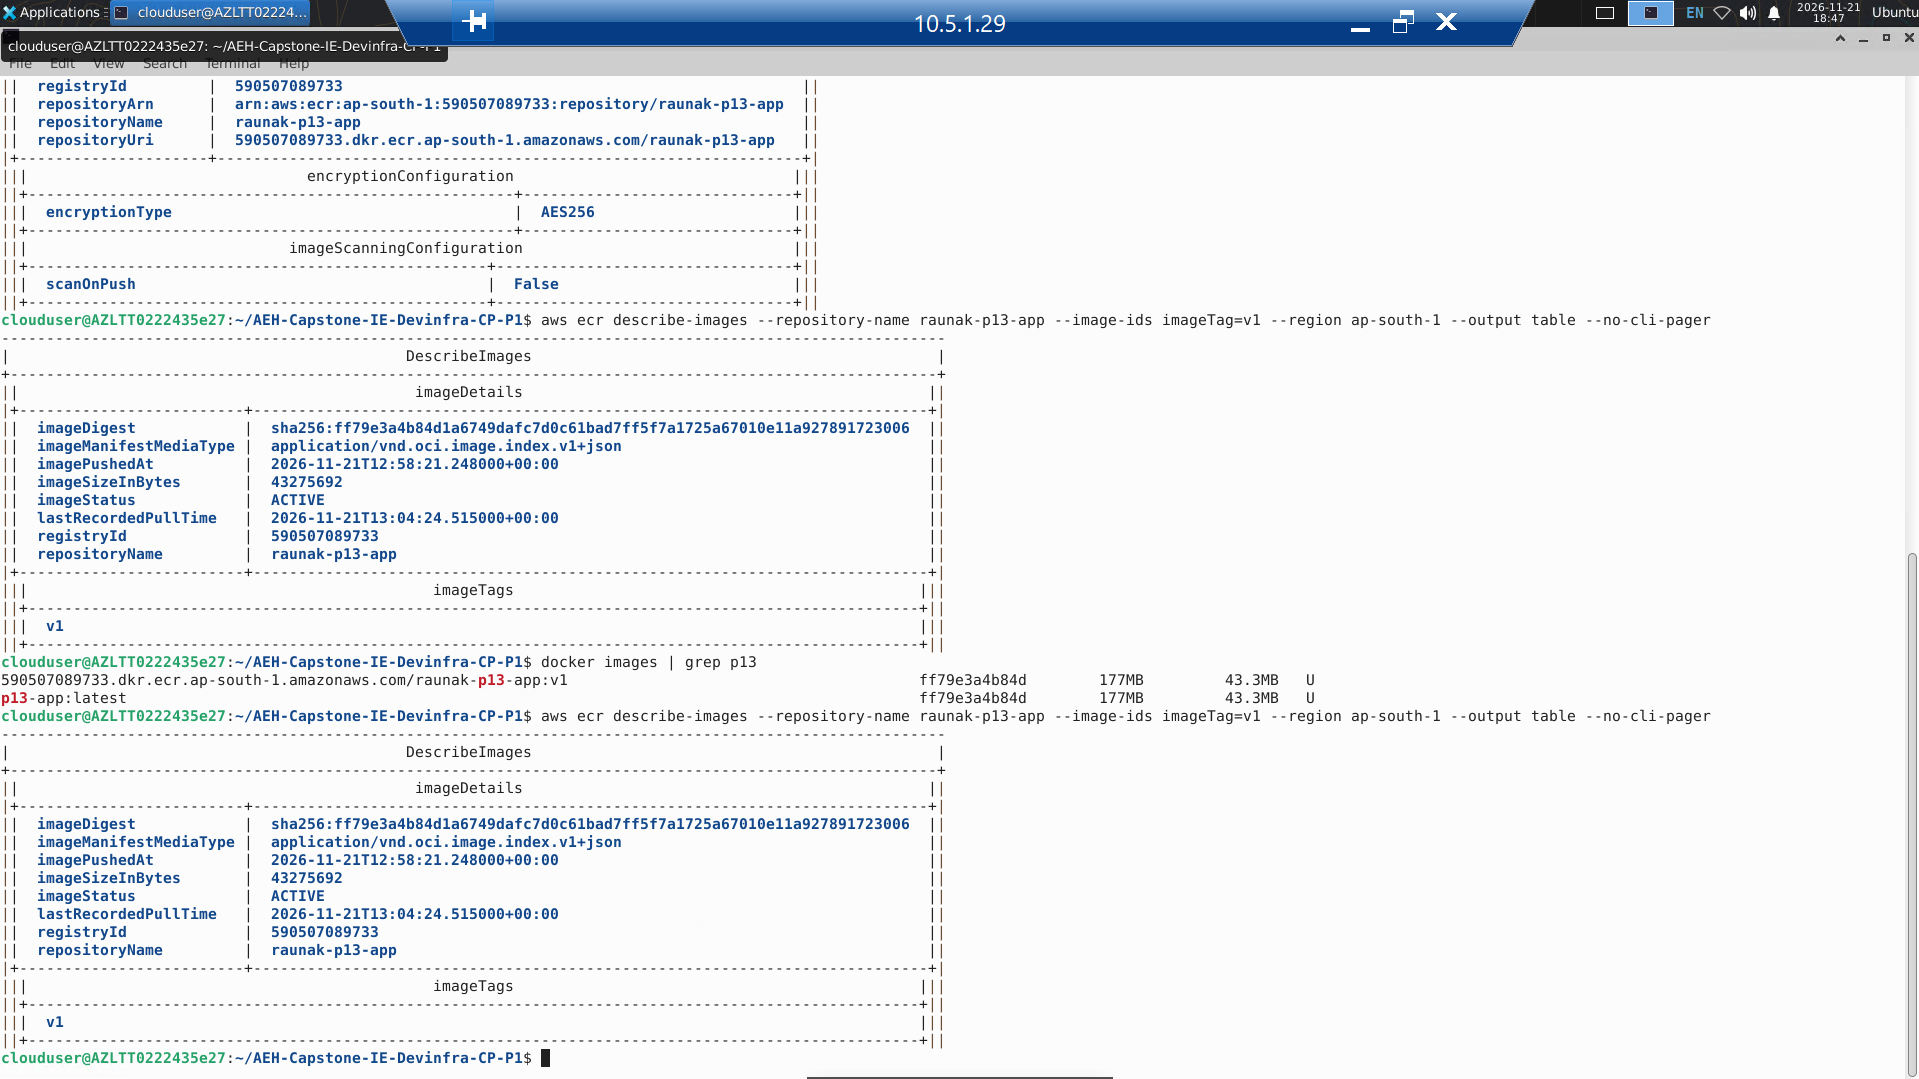 Applications
clouduser@AZLTT02224...
10.5.1.29
EN
2026-11-21
18:47
Ubuntu
clouduser@AZLTT0222435e27: ~/AEH-Capstone-IE-Devinfra-CP-P1
File Edit View Search Terminal Help
|| registryId | 590507089733 ||
|| repositoryArn | arn:aws:ecr:ap-south-1:590507089733:repository/raunak-p13-app ||
|| repositoryName | raunak-p13-app ||
|| repositoryUri | 590507089733.dkr.ecr.ap-south-1.amazonaws.com/raunak-p13-app ||
||| encryptionConfiguration |||
||| encryptionType | AES256 |||
||| imageScanningConfiguration |||
||| scanOnPush | False |||
clouduser@AZLTT0222435e27:~/AEH-Capstone-IE-Devinfra-CP-P1$ aws ecr describe-images --repository-name raunak-p13-app --image-ids imageTag=v1 --region ap-south-1 --output table --no-cli-pager
| DescribeImages |
|| imageDetails ||
|| imageDigest | sha256:ff79e3a4b84d1a6749dafc7d0c61bad7ff5f7a1725a67010e11a927891723006 ||
|| imageManifestMediaType | application/vnd.oci.image.index.v1+json ||
|| imagePushedAt | 2026-11-21T12:58:21.248000+00:00 ||
|| imageSizeInBytes | 43275692 ||
|| imageStatus | ACTIVE ||
|| lastRecordedPullTime | 2026-11-21T13:04:24.515000+00:00 ||
|| registryId | 590507089733 ||
|| repositoryName | raunak-p13-app ||
||| imageTags |||
||| v1 |||
clouduser@AZLTT0222435e27:~/AEH-Capstone-IE-Devinfra-CP-P1$ docker images | grep p13
590507089733.dkr.ecr.ap-south-1.amazonaws.com/raunak-p13-app:v1 ff79e3a4b84d 177MB 43.3MB U
p13-app:latest ff79e3a4b84d 177MB 43.3MB U
clouduser@AZLTT0222435e27:~/AEH-Capstone-IE-Devinfra-CP-P1$ aws ecr describe-images --repository-name raunak-p13-app --image-ids imageTag=v1 --region ap-south-1 --output table --no-cli-pager
| DescribeImages |
|| imageDetails ||
|| imageDigest | sha256:ff79e3a4b84d1a6749dafc7d0c61bad7ff5f7a1725a67010e11a927891723006 ||
|| imageManifestMediaType | application/vnd.oci.image.index.v1+json ||
|| imagePushedAt | 2026-11-21T12:58:21.248000+00:00 ||
|| imageSizeInBytes | 43275692 ||
|| imageStatus | ACTIVE ||
|| lastRecordedPullTime | 2026-11-21T13:04:24.515000+00:00 ||
|| registryId | 590507089733 ||
|| repositoryName | raunak-p13-app ||
||| imageTags |||
||| v1 |||
clouduser@AZLTT0222435e27:~/AEH-Capstone-IE-Devinfra-CP-P1$